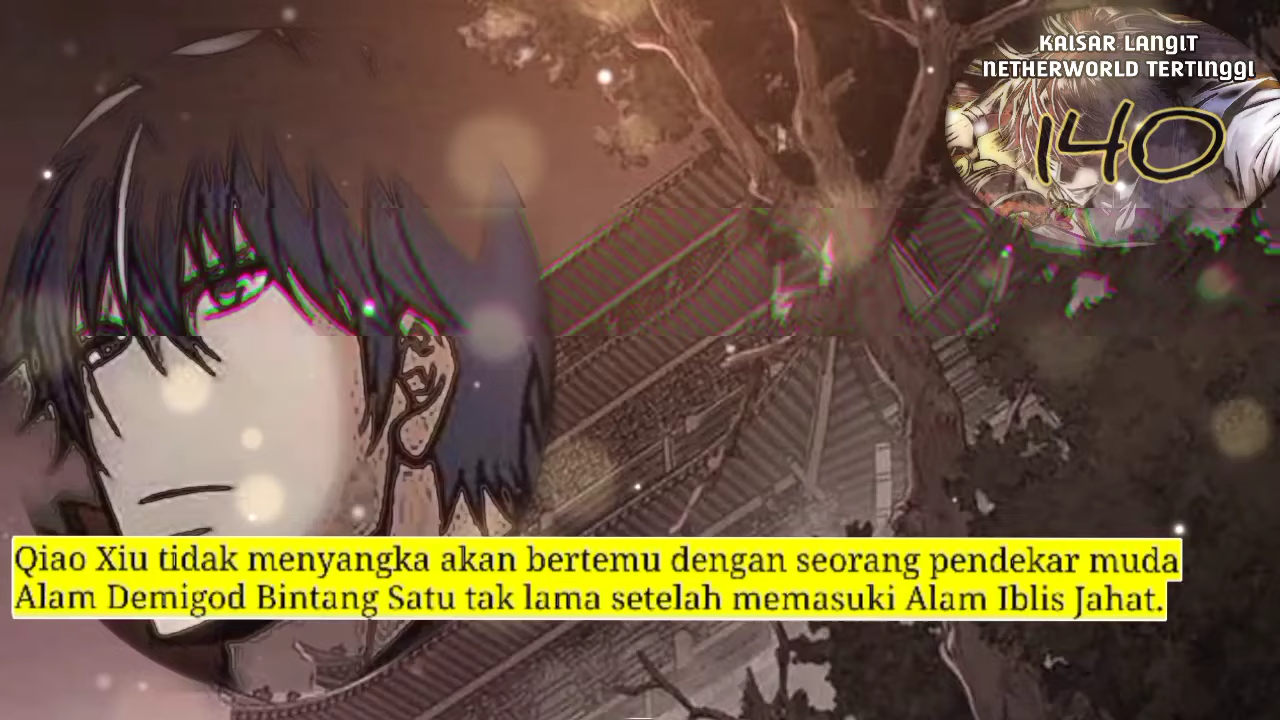 KAISAR LANGIT
NETHERWORLD TERTINGGI
140
Qiao Xiu tidak menyangka akan bertemu dengan seorang pendekar muda
Alam Demigod Bintang Satu tak lama setelah memasuki Alam Iblis Jahat.